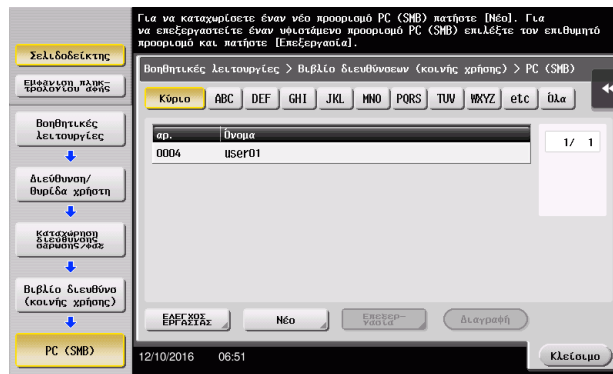 Για να καταχωρίσετε έναν νέο προορισμό PC (SMB) πατήστε [Νέο]. Για
να επεξεργαστείτε έναν υφιστάμενο προορισμό PC (SMB) επιλέξτε τον επιθυμητό
προορισμό και πατήστε [Επεξεργασία].
Σελιδοδείκτης
Εμφάνιση πληκ-
τρολογίου αφής
Βοηθητικές
λειτουργίες
Διεύθυνση/
Θυρίδα χρήστη
Καταχώρηση
διεύθυνσης
σάρωσης/φαξ
Βιβλίο διευθύνσ
(κοινής χρήσης)
PC (SMB)
Βοηθητικές λειτουργίες > Βιβλίο διευθύνσεων (κοινής χρήσης) > PC (SMB)
Κύριο ABC DEF GHI JKL MNO PQRS TUV WXYZ etc Όλα
αρ. Όνομα
0004 user01
1/ 1
ΕΛΕΓΧΟΣ
ΕΡΓΑΣΙΑΣ
Νέο
Επεξερ-
γασία
Διαγραφή
12/10/2016 06:51
Κλείσιμο